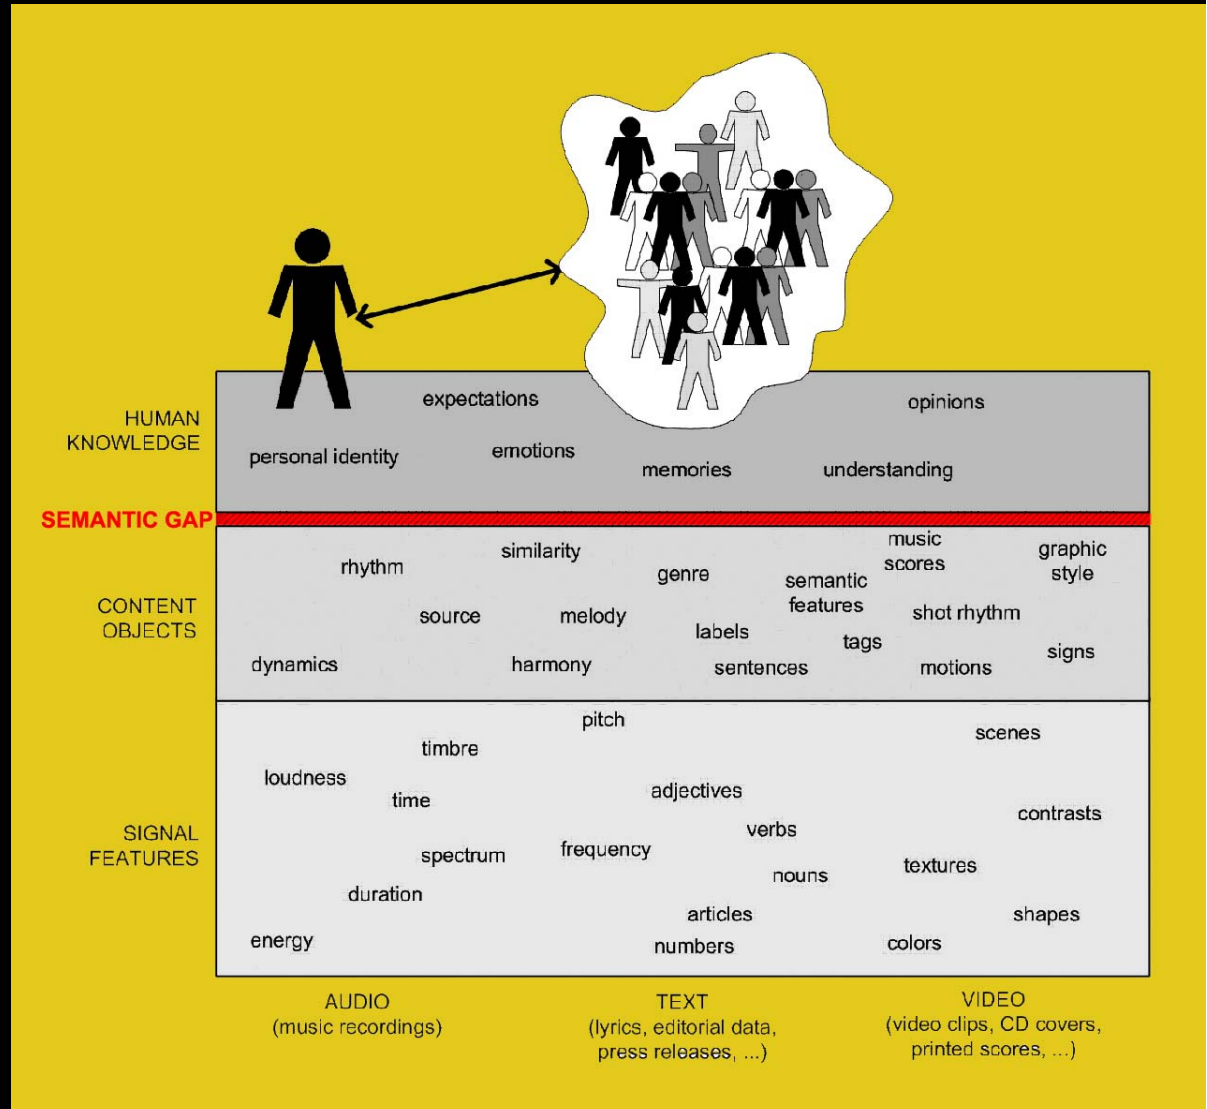 HUMAN
KNOWLEDGE
expectations
opinions
personal identity
emotions
memories
understanding
SEMANTIC GAP
CONTENT
OBJECTS
rhythm
similarity
genre
semantic
features
music
scores
graphic
style
source
melody
labels
tags
shot rhythm
dynamics
harmony
sentences
motions
signs
SIGNAL
FEATURES
pitch
timbre
scenes
loudness
time
adjectives
contrasts
verbs
spectrum
frequency
nouns
textures
duration
articles
shapes
energy
numbers
colors
AUDIO
(music recordings)
TEXT
(lyrics, editorial data,
press releases, ...)
VIDEO
(video clips, CD covers,
printed scores, ...)